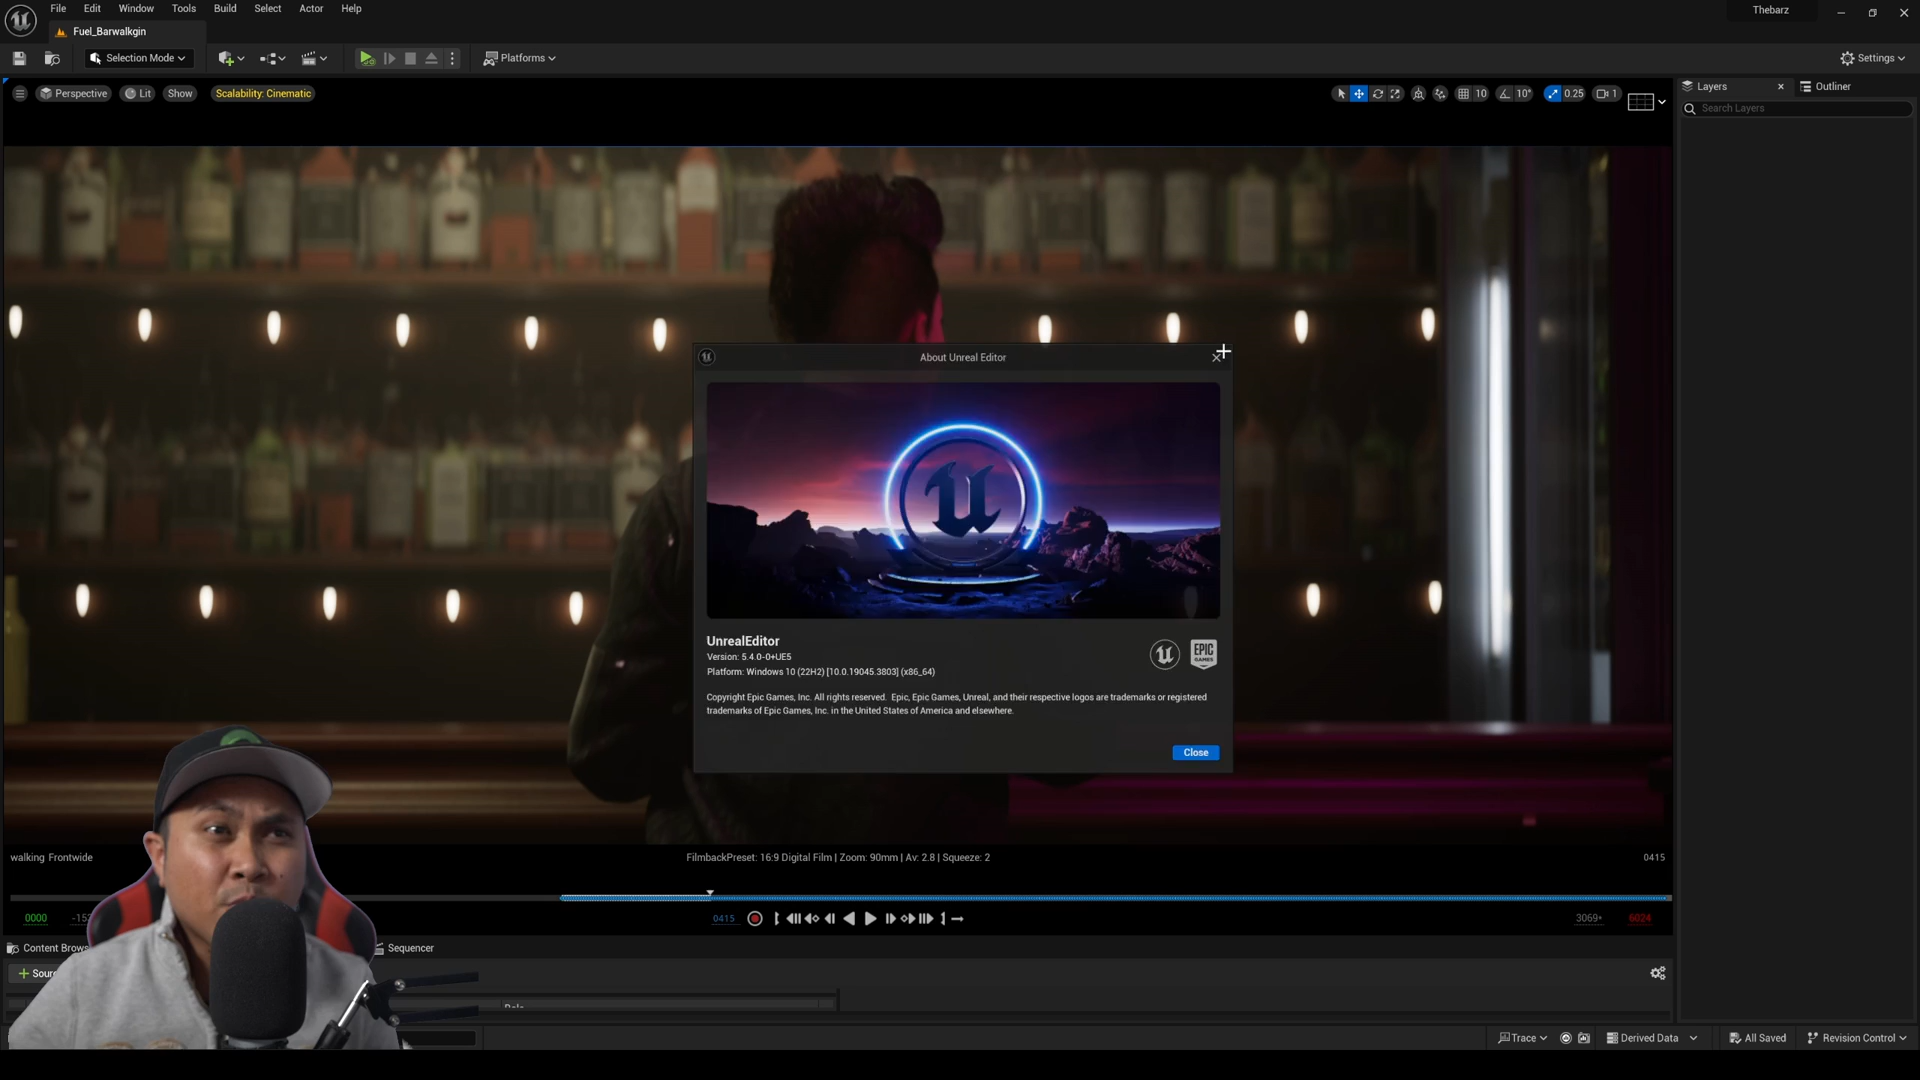 File Edit Window Tools Build Select Actor Help
Thebarz
Fuel_Barwalkgin
Selection Mode
Platforms
Settings
Perspective Lit Show Scalability: Cinematic
10 10° 0.25 1
Layers
Outliner
Search Layers
About Unreal Editor
UnrealEditor
Version: 5.4.0-0+UE5
Platform: Windows 10 (22H2) [10.0.19045.3803] (x86_64)
EPIC GAMES
Copyright Epic Games, Inc. All rights reserved. Epic, Epic Games, Unreal, and their respective logos are trademarks or registered
trademarks of Epic Games, Inc. in the United States of America and elsewhere.
Close
walking Frontwide
FilmbackPreset: 16:9 Digital Film | Zoom: 90mm | Av: 2.8 | Squeeze: 2
0415
0000
0415
3069*
6024
Content Brows
Sequencer
Trace
Derived Data
All Saved
Revision Control